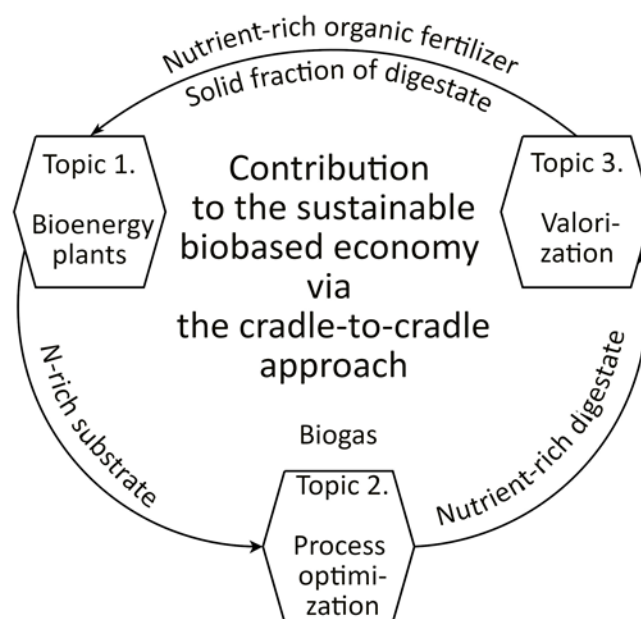 Nutrient-rich organic fertilizer
Solid fraction of digestate
Topic 1.
Bioenergy
plants
Contribution
to the sustainable
biobased economy
via
the cradle-to-cradle
approach
Topic 3.
Valori-
zation
N-rich substrate
Biogas
Topic 2.
Process
optimi-
zation
Nutrient-rich digestate